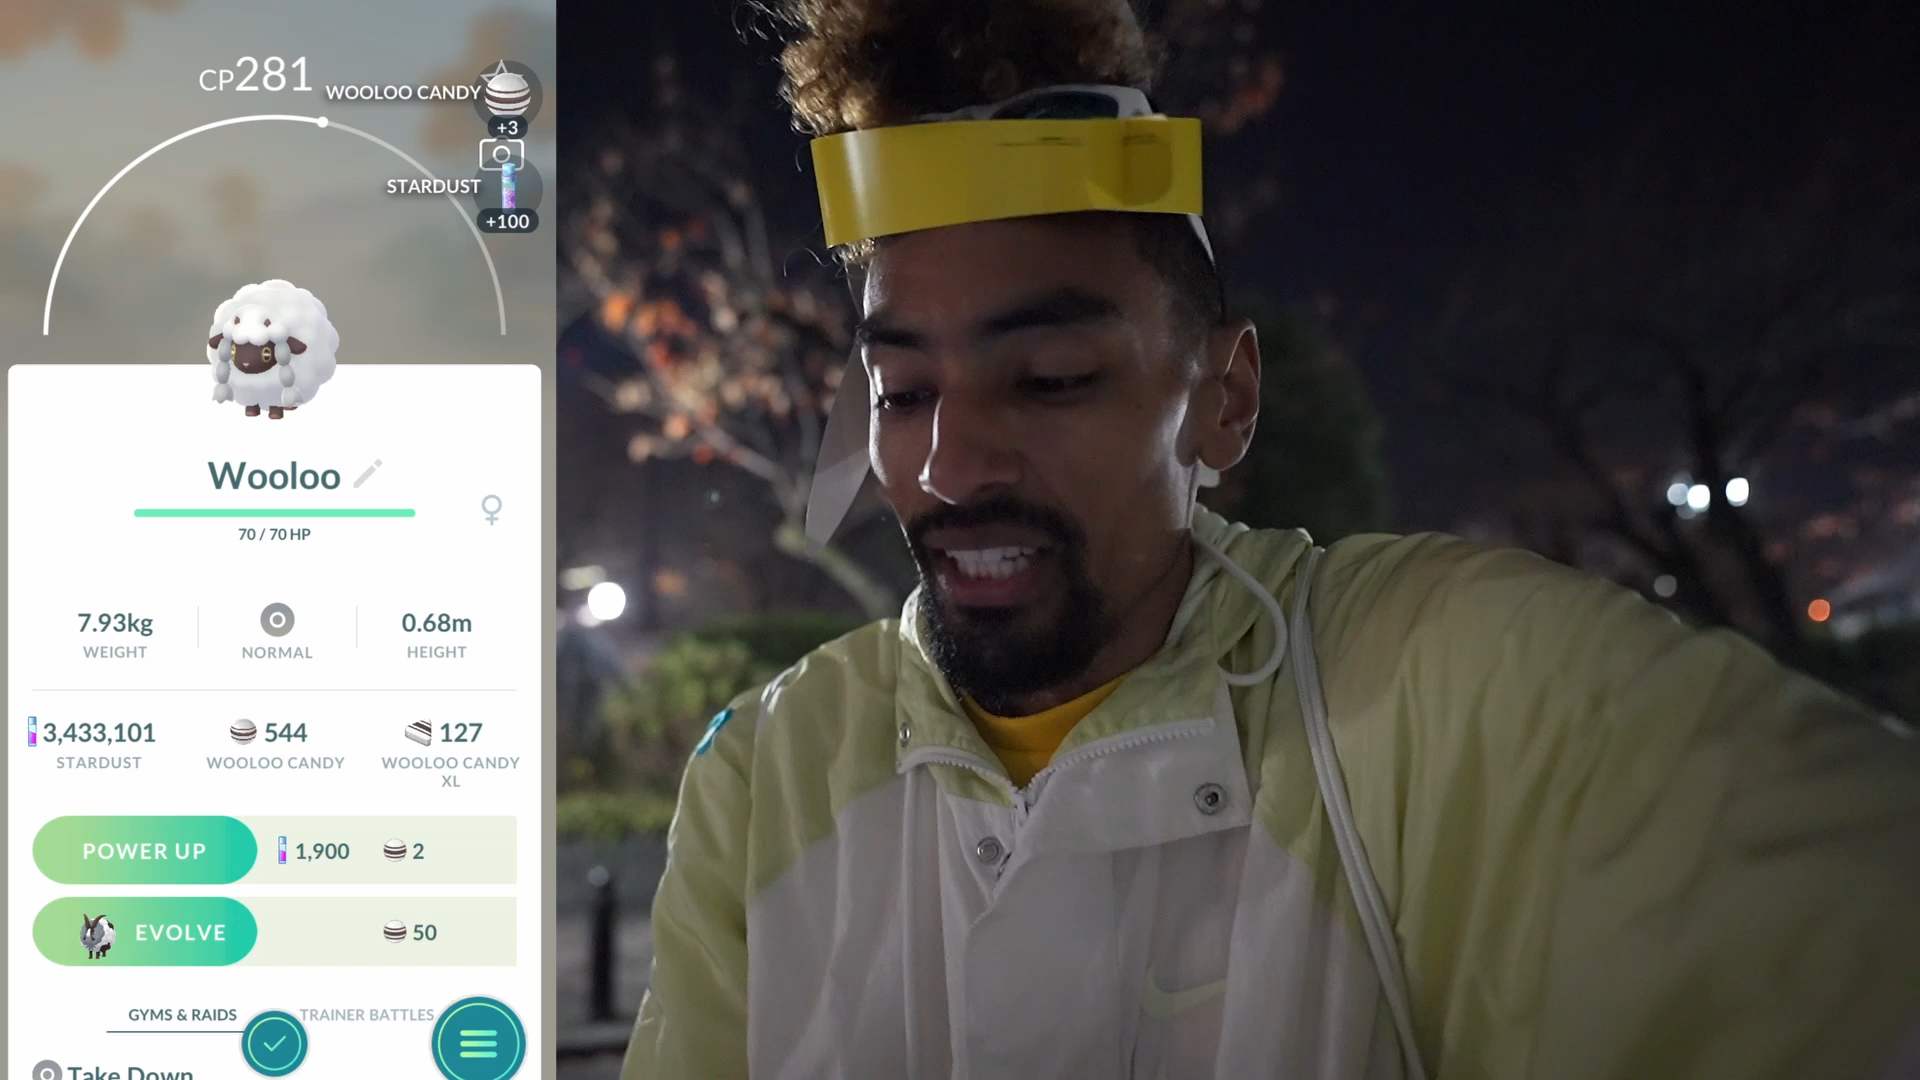 CP281
WOOLOO CANDY
+3
STARDUST
+100
Wooloo
70 / 70 HP
7.93kg
WEIGHT
NORMAL
0.68m
HEIGHT
3,433,101
STARDUST
544
WOOLOO CANDY
127
WOOLOO CANDY
XL
POWER UP
1,900
2
EVOLVE
50
GYMS & RAIDS
TRAINER BATTLES
Take Down